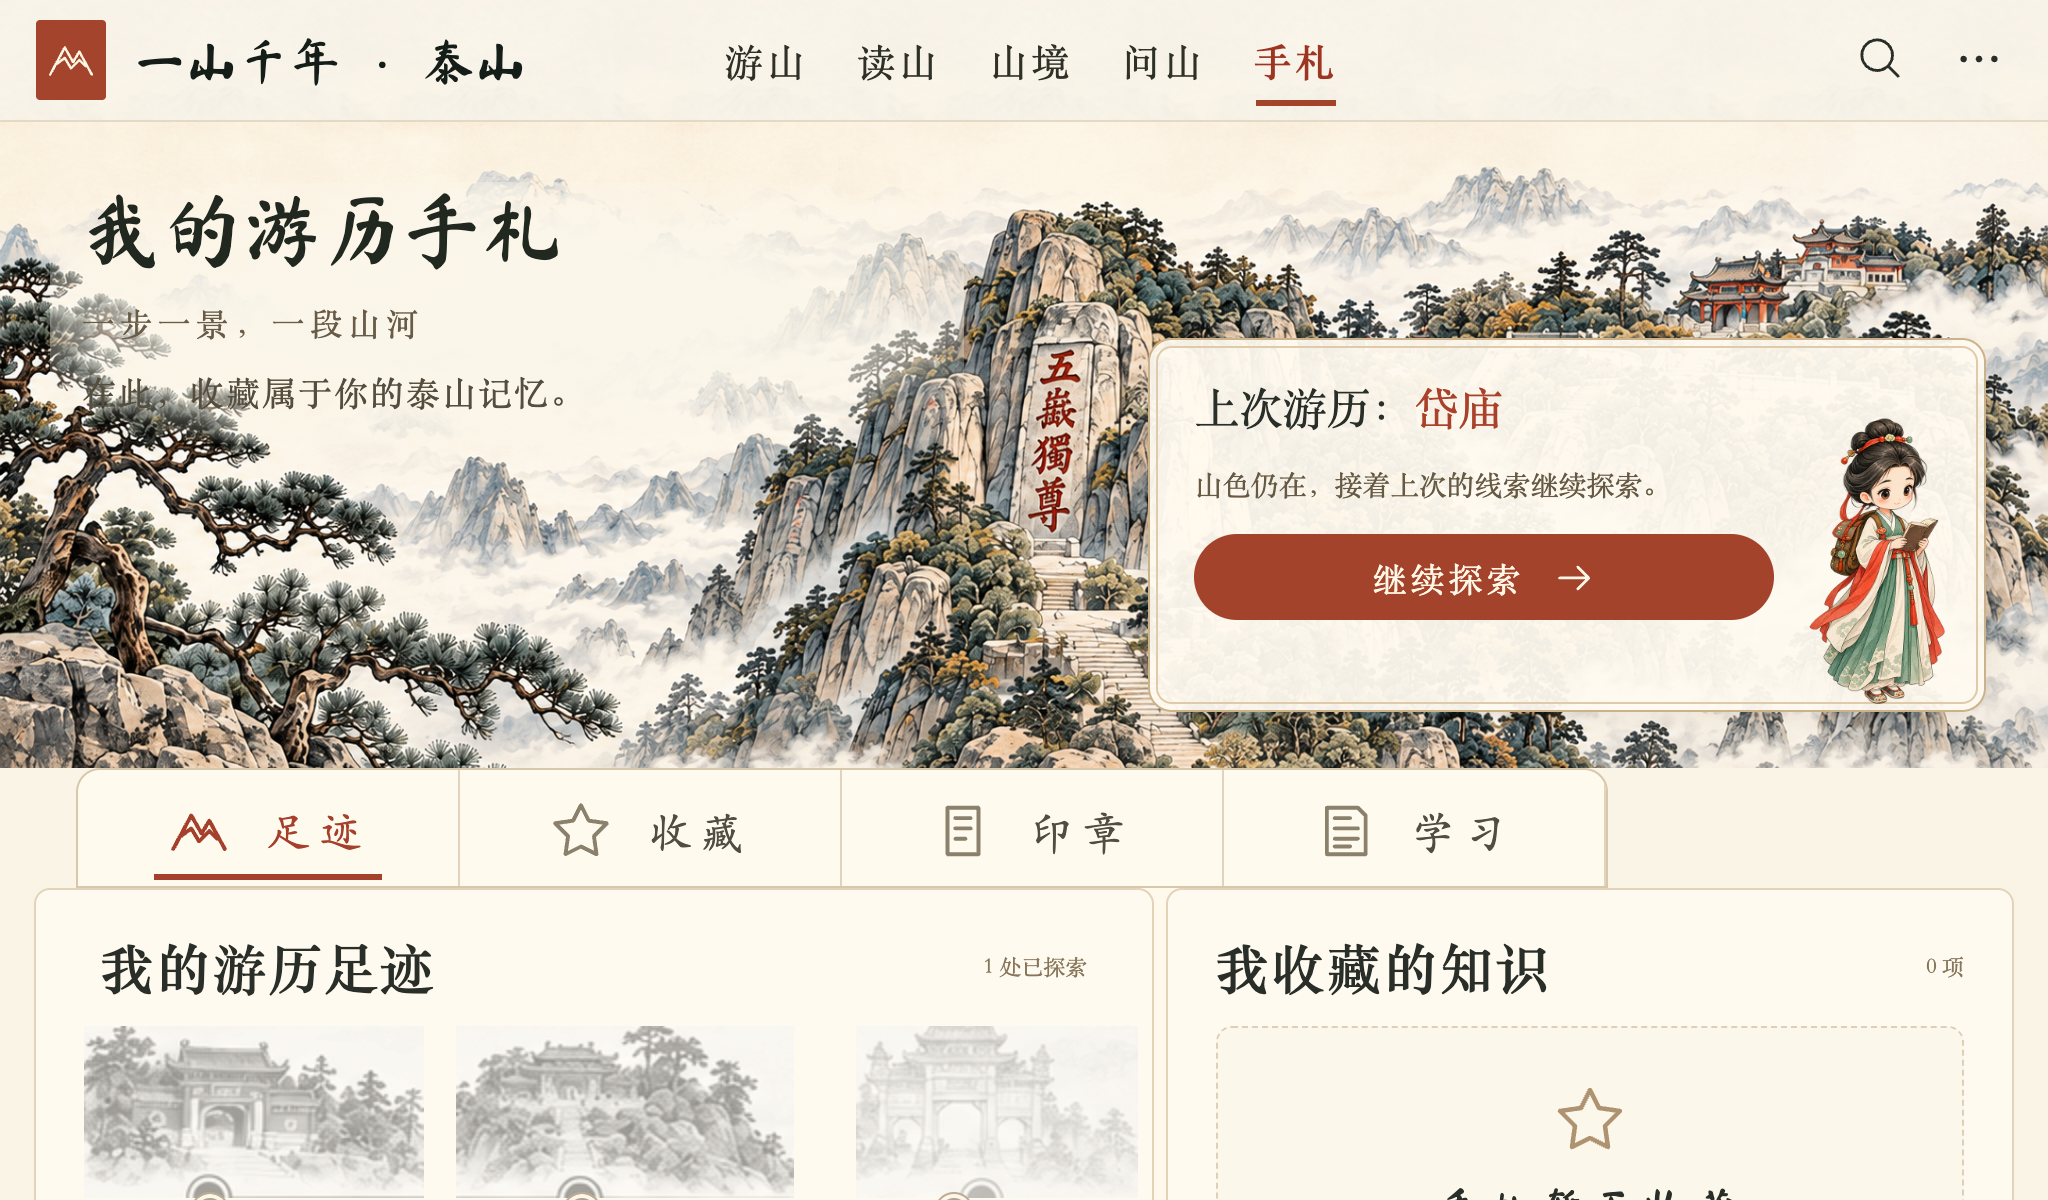 一山千年 · 泰山
游山 读山 山境 问山 手札
我的游历手札
一步一景，一段山河
在此，收藏属于你的泰山记忆。
五嶽獨尊
上次游历：岱庙
山色仍在，接着上次的线索继续探索。
继续探索 →
足迹 收藏 印章 学习
我的游历足迹
1 处已探索
我收藏的知识
0 项